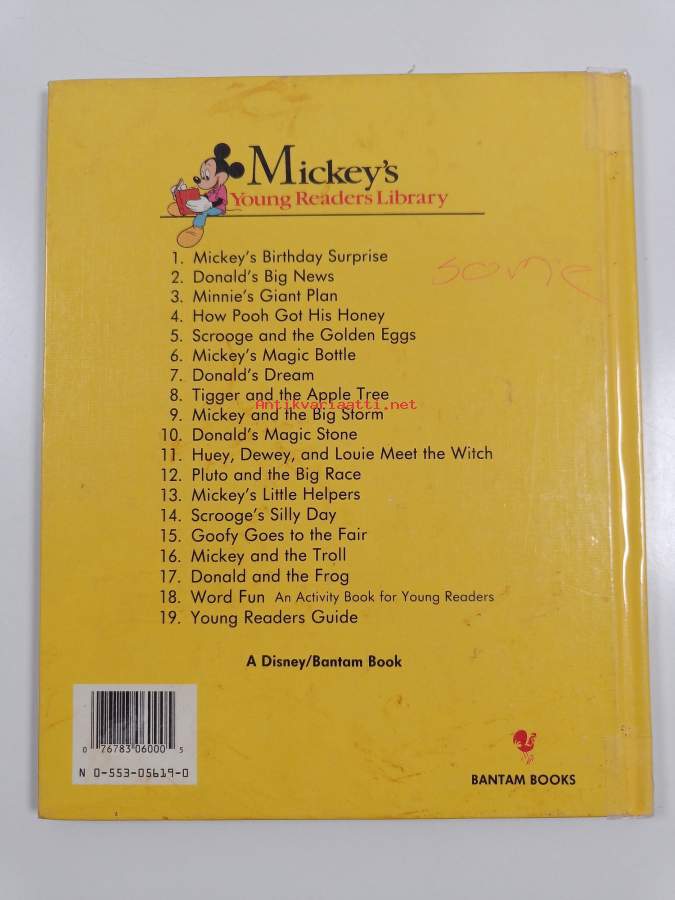 Mickey's
Young Readers Library
1. Mickey's Birthday Surprise
some
2. Donald's Big News
3. Minnie's Giant Plan
4. How Pooh Got His Honey
5. Scrooge and the Golden Eggs
6. Mickey's Magic Bottle
7. Donald's Dream
8. Tigger and the Apple Tree
Antikvariaatti.net
9. Mickey and the Big Storm
10. Donald's Magic Stone
11. Huey, Dewey, and Louie Meet the Witch
12. Pluto and the Big Race
13. Mickey's Little Helpers
14. Scrooge's Silly Day
15. Goofy Goes to the Fair
16. Mickey and the Troll
17. Donald and the Frog
18. Word Fun An Activity Book for Young Readers
19. Young Readers Guide
A Disney/Bantam Book
0 76783 06000 5
N 0-553-05619-0
BANTAM BOOKS